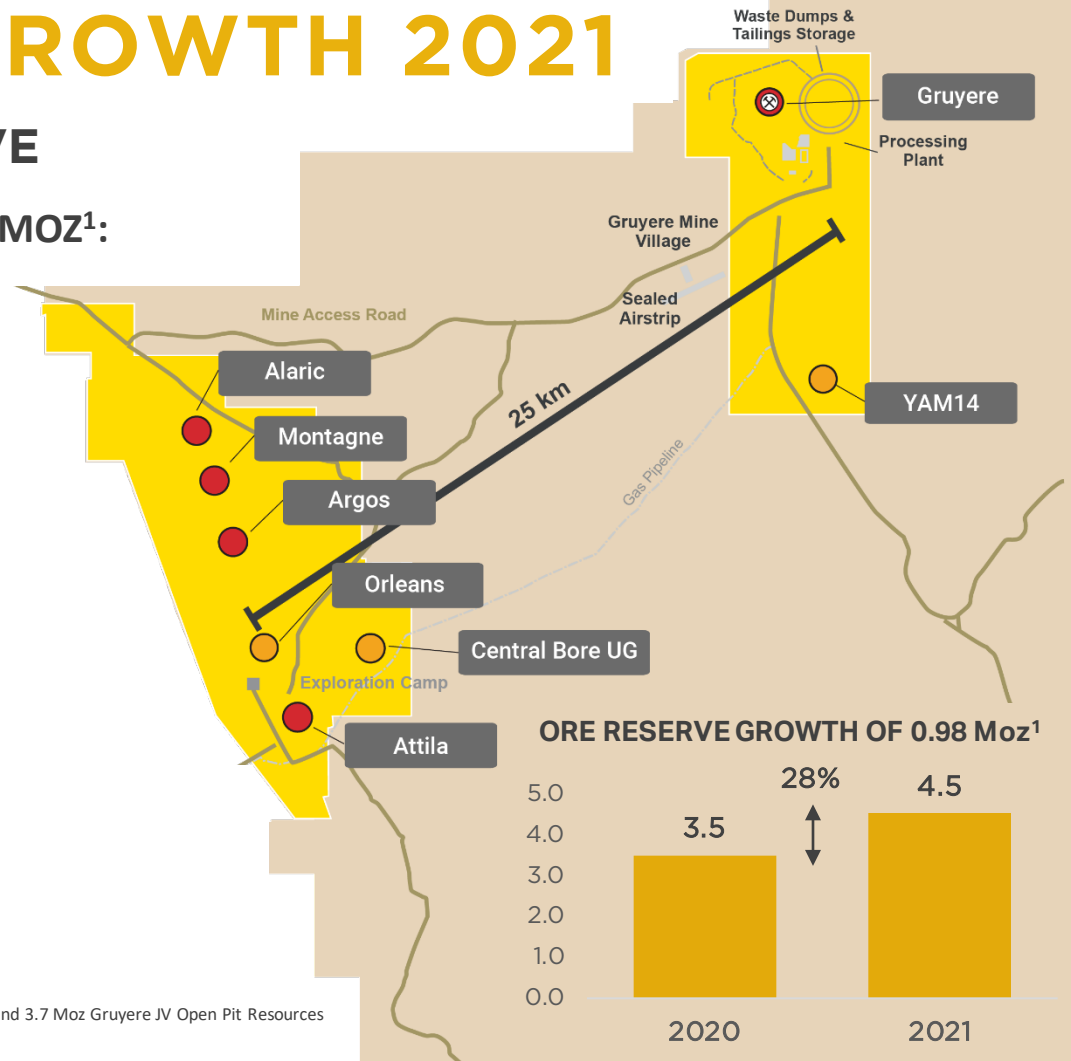 ROWTH 2021
VE
MOZ¹:
Waste Dumps &
Tailings Storage
Gruyere
Processing
Plant
Gruyere Mine
Village
Sealed
Airstrip
Mine Access Road
Alaric
25 km
YAM14
Montagne
Gas Pipeline
Argos
Orleans
Central Bore UG
Exploration Camp
Attila
ORE RESERVE GROWTH OF 0.98 Moz¹
28%
5.0
4.0
3.0
2.0
1.0
0.0
3.5
4.5
2020
2021
nd 3.7 Moz Gruyere JV Open Pit Resources